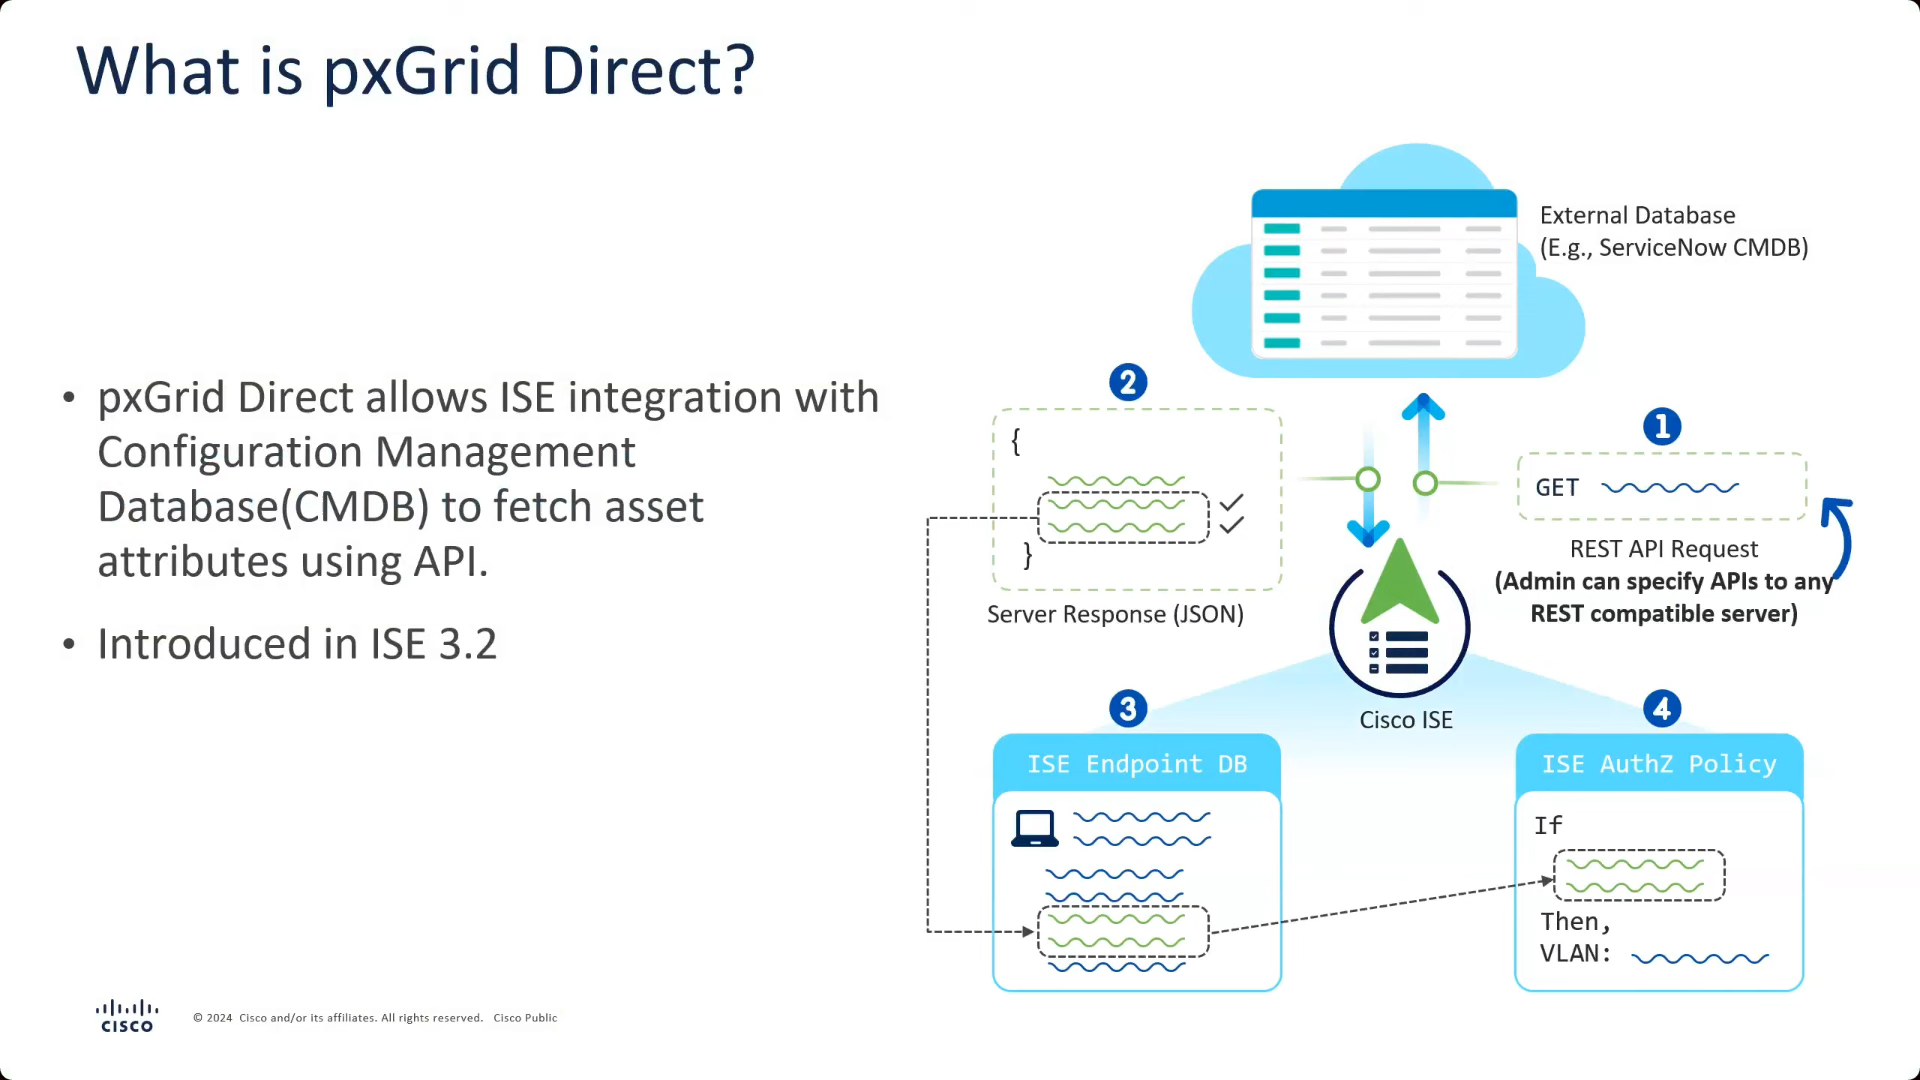 What is pxGrid Direct?
• pxGrid Direct allows ISE integration with
Configuration Management
Database(CMDB) to fetch asset
attributes using API.
• Introduced in ISE 3.2
External Database
(E.g., ServiceNow CMDB)
2
{
}
Server Response (JSON)
1
GET
REST API Request
(Admin can specify APIs to any
REST compatible server)
Cisco ISE
3
ISE Endpoint DB
4
ISE AuthZ Policy
If
Then,
VLAN:
CISCO
© 2024 Cisco and/or its affiliates. All rights reserved. Cisco Public